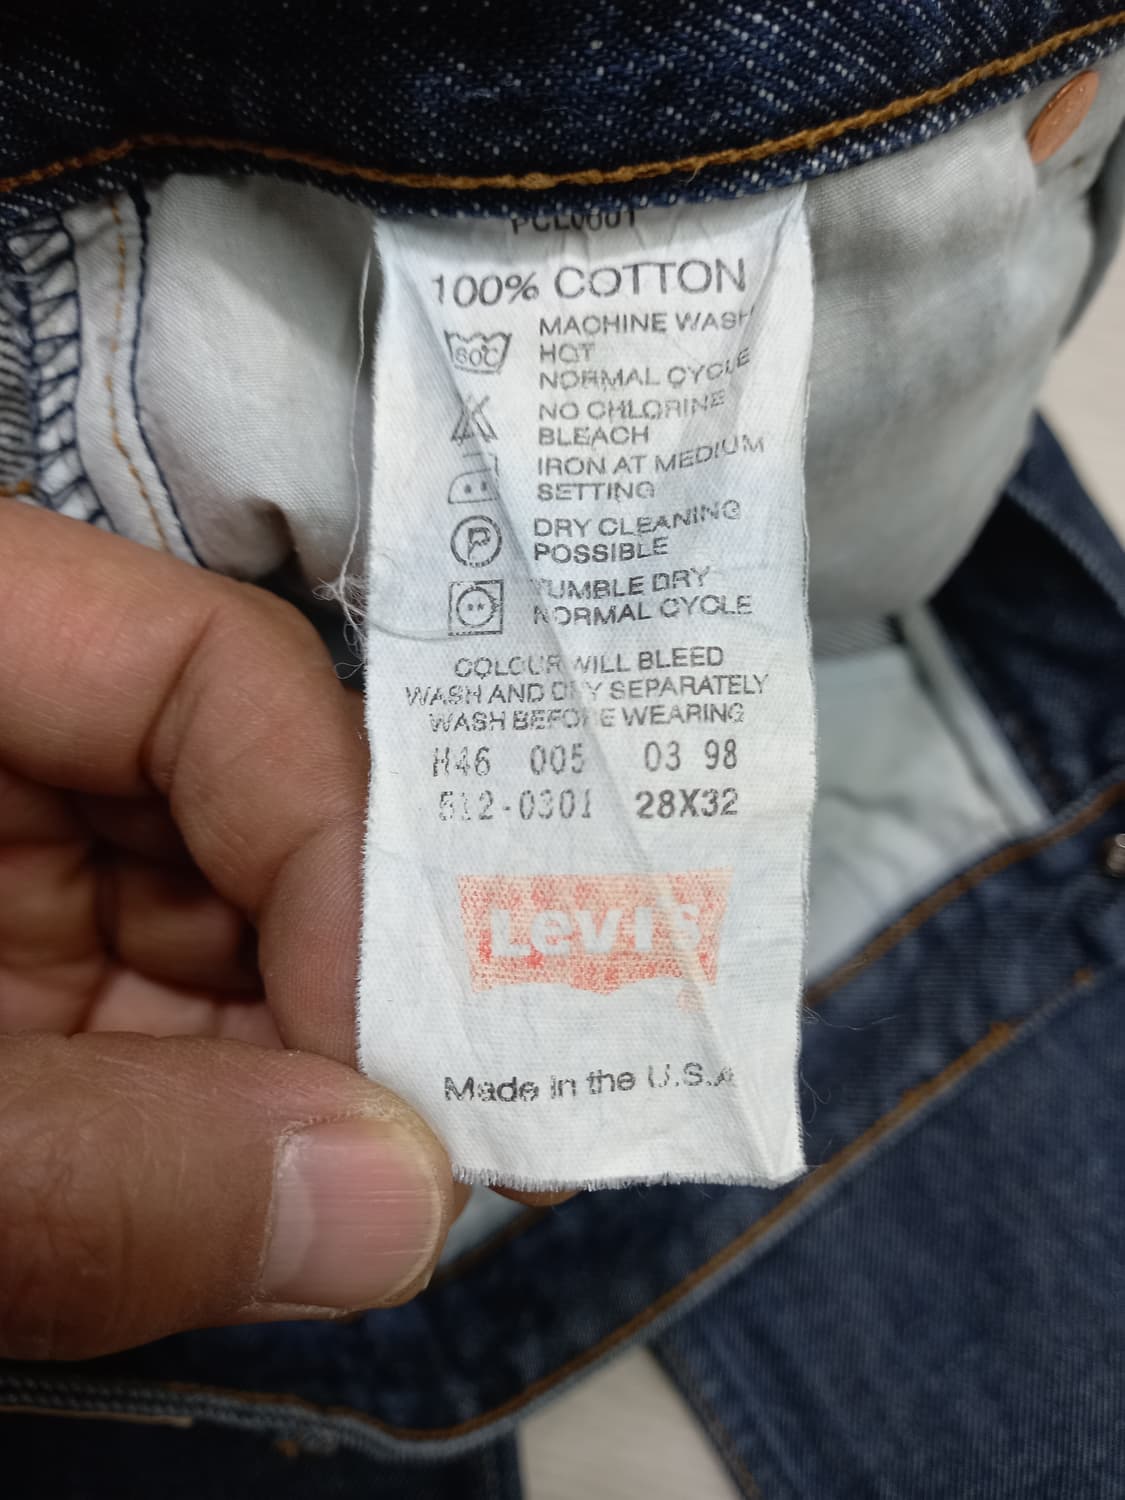 PCL0001
100% COTTON
60C
MACHINE WASH
HOT
NORMAL CYCLE
NO CHLORINE
BLEACH
IRON AT MEDIUM
SETTING
P
DRY CLEANING
POSSIBLE
TUMBLE DRY
NORMAL CYCLE
COLOUR WILL BLEED
WASH AND DRY SEPARATELY
WASH BEFORE WEARING
H46 005 03 98
512-0301 28X32
LeVI'S
Made in the U.S.A